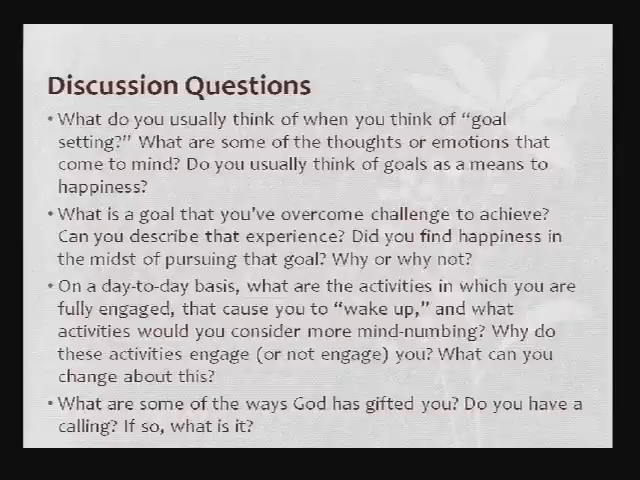 Discussion Questions
• What do you usually think of when you think of “goal
setting?” What are some of the thoughts or emotions that
come to mind? Do you usually think of goals as a means to
happiness?
• What is a goal that you’ve overcome challenge to achieve?
Can you describe that experience? Did you find happiness in
the midst of pursuing that goal? Why or why not?
• On a day-to-day basis, what are the activities in which you are
fully engaged, that cause you to “wake up,” and what
activities would you consider more mind-numbing? Why do
these activities engage (or not engage) you? What can you
change about this?
• What are some of the ways God has gifted you? Do you have a
calling? If so, what is it?